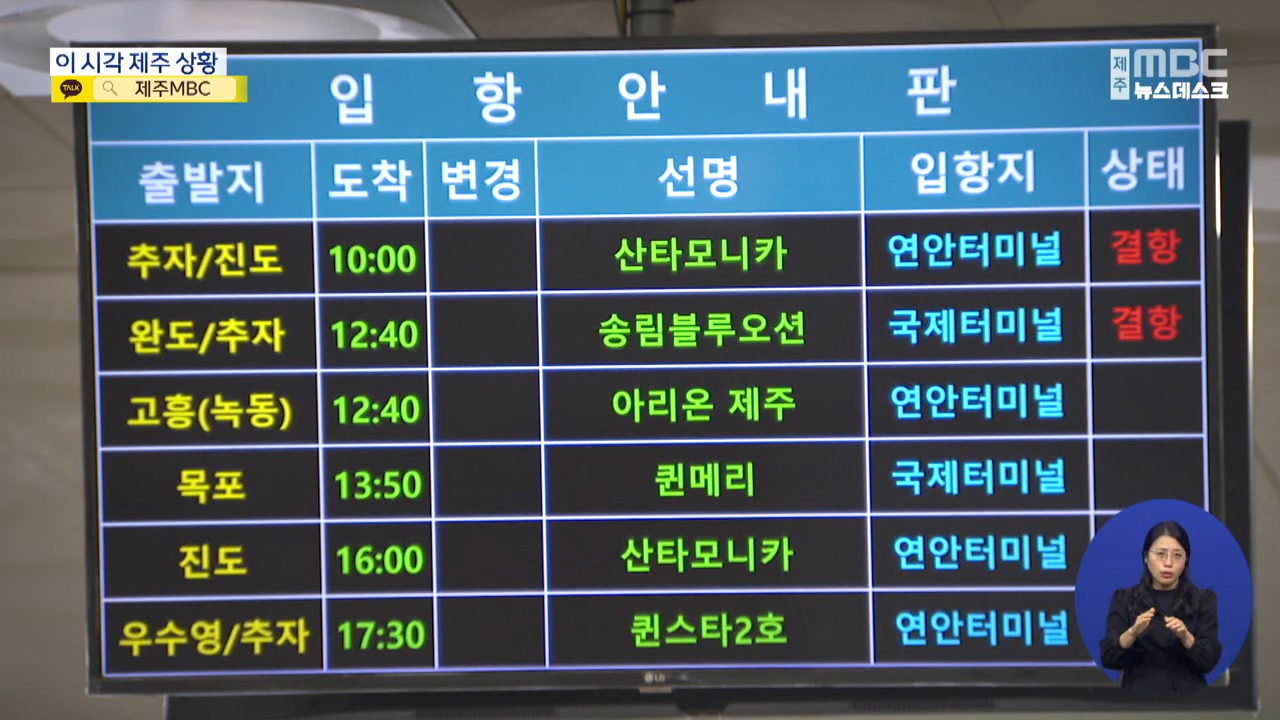 이 시각 제주 상황
TALK 제주MBC
제주 MBC
뉴스데스크
입 항 안 내 판
출발지 도착 변경 선명 입항지 상태
추자/진도 10:00 산타모니카 연안터미널 결항
완도/추자 12:40 송림블루오션 국제터미널 결항
고흥(녹동) 12:40 아리온 제주 연안터미널
목포 13:50 퀸메리 국제터미널
진도 16:00 산타모니카 연안터미널
우수영/추자 17:30 퀸스타2호 연안터미널
LG